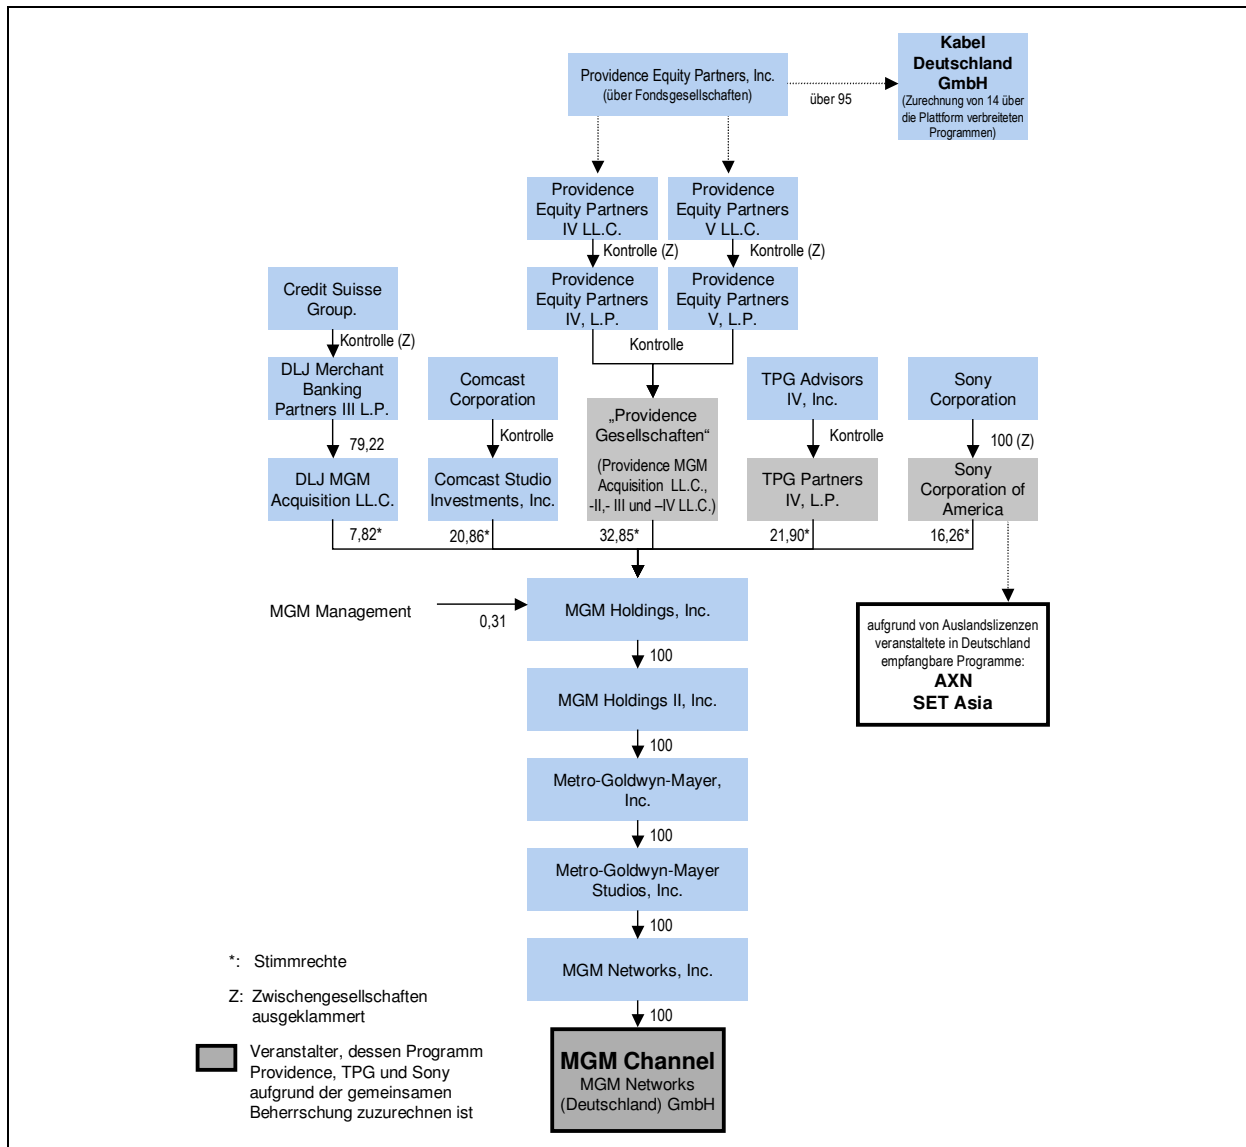 Providence Equity Partners, Inc.
(über Fondsgesellschaften)
über 95
Kabel
Deutschland
GmbH
(Zurechnung von 14 über
die Plattform verbreiteten
Programmen)
Providence
Equity Partners
IV LL.C.
Providence
Equity Partners
V LL.C.
Kontrolle (Z)
Kontrolle (Z)
Providence
Equity Partners
IV, L.P.
Providence
Equity Partners
V, L.P.
Kontrolle
Credit Suisse
Group.
Kontrolle (Z)
DLJ Merchant
Banking
Partners III L.P.
79,22
DLJ MGM
Acquisition LL.C.
Comcast
Corporation
Kontrolle
Comcast Studio
Investments, Inc.
„Providence
Gesellschaften“
(Providence MGM
Acquisition LL.C.,
-II,- III und –IV LL.C.)
TPG Advisors
IV, Inc.
Kontrolle
TPG Partners
IV, L.P.
Sony
Corporation
100 (Z)
Sony
Corporation of
America
7,82*
20,86*
32,85*
21,90*
16,26*
MGM Management
0,31
MGM Holdings, Inc.
aufgrund von Auslandslizenzen
veranstaltete in Deutschland
empfangbare Programme:
AXN
SET Asia
100
MGM Holdings II, Inc.
100
Metro-Goldwyn-Mayer,
Inc.
100
Metro-Goldwyn-Mayer
Studios, Inc.
100
MGM Networks, Inc.
100
MGM Channel
MGM Networks
(Deutschland) GmbH
*: Stimmrechte
Z: Zwischengesellschaften
ausgeklammert
Veranstalter, dessen Programm
Providence, TPG und Sony
aufgrund der gemeinsamen
Beherrschung zuzurechnen ist